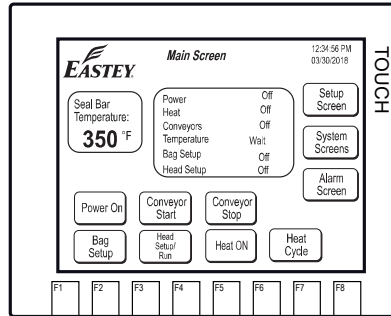 EASTEY
Main Screen
12:34:56 PM
03/30/2018
TOUCH
Seal Bar
Temperature:
350 °F
Power Off
Heat Off
Conveyors Off
Temperature Wait
Bag Setup Off
Head Setup Off
Setup
Screen
System
Screens
Alarm
Screen
Power On
Conveyor
Start
Conveyor
Stop
Bag
Setup
Head
Setup/
Run
Heat ON
Heat
Cycle
F1 F2 F3 F4 F5 F6 F7 F8